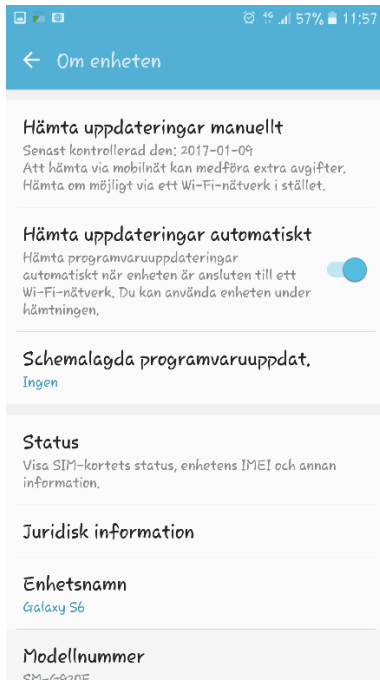 4G 57% 11:57
Om enheten
Hämta uppdateringar manuellt
Senast kontrollerad den: 2017-01-09
Att hämta via mobilnät kan medföra extra avgifter.
Hämta om möjligt via ett Wi-Fi-nätverk i stället.
Hämta uppdateringar automatiskt
Hämta programvaruuppdateringar
automatiskt när enheten är ansluten till ett
Wi-Fi-nätverk. Du kan använda enheten under
hämtningen.
Schemalagda programvaruuppdat.
Ingen
Status
Visa SIM-kortets status, enhetens IMEI och annan
information.
Juridisk information
Enhetsnamn
Galaxy S6
Modellnummer
SM-G920F